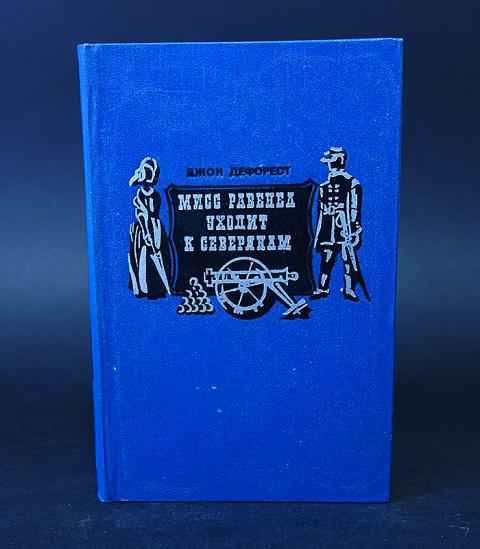 ДЖОН ДЕФОРЕСТ
МИСС РАВЕНЕЛ
УХОДИТ
К СЕВЕРЯНАМ